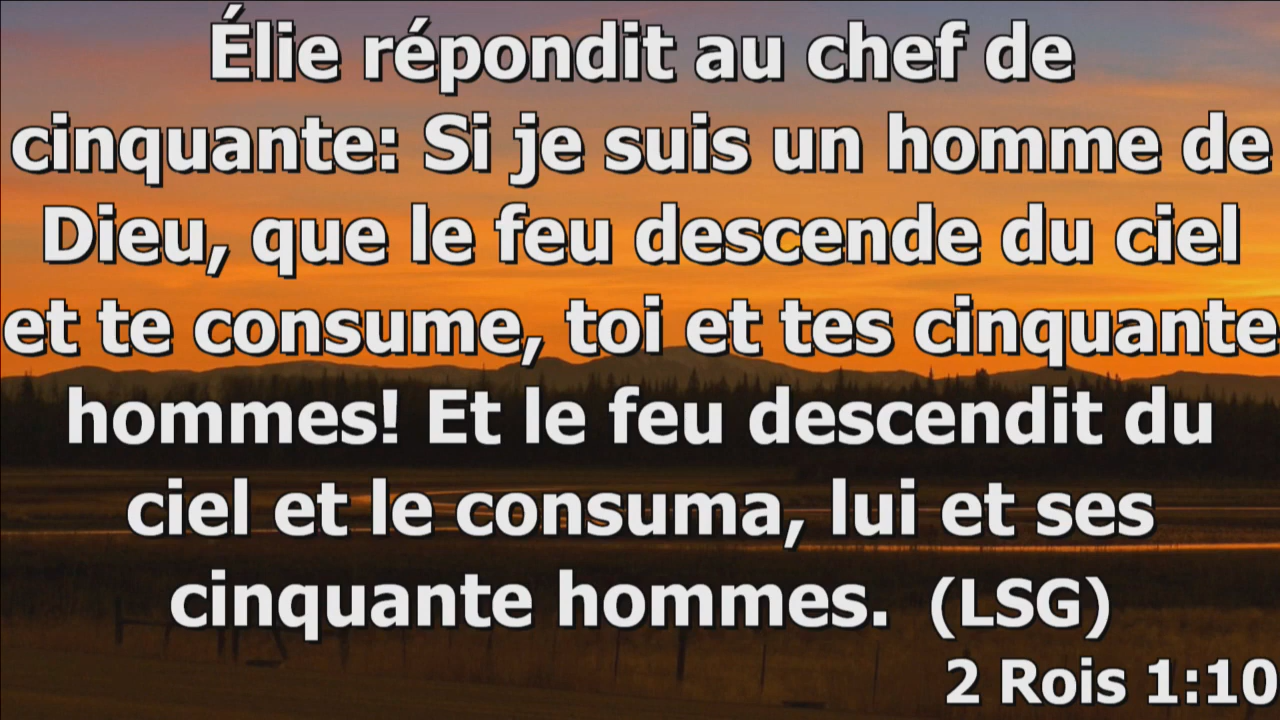 Élie répondit au chef de
cinquante: Si je suis un homme de
Dieu, que le feu descende du ciel
et te consume, toi et tes cinquante
hommes! Et le feu descendit du
ciel et le consuma, lui et ses
cinquante hommes.  (LSG)
2 Rois 1:10